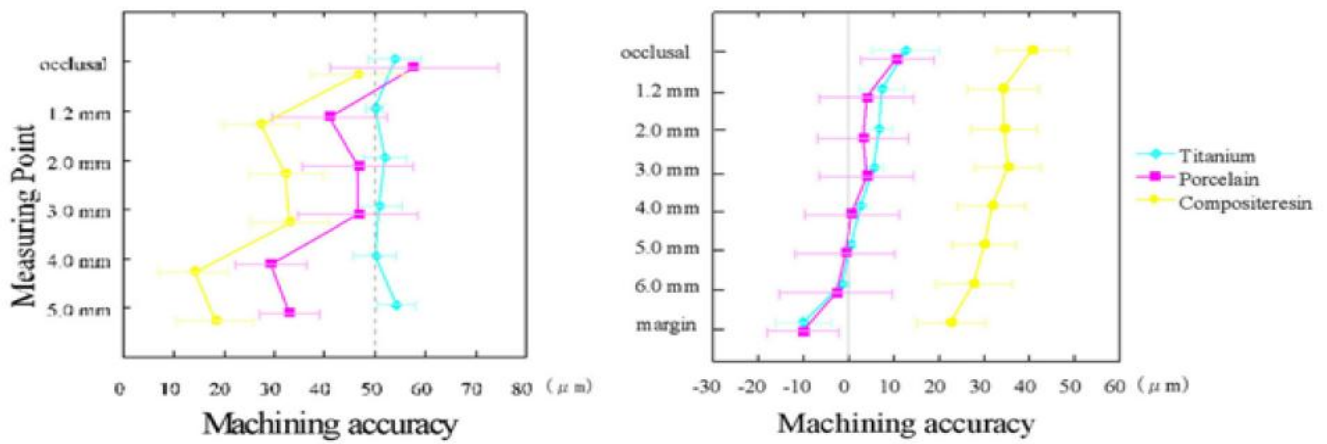 Measuring Point
occlusal
1.2 mm
2.0 mm
3.0 mm
4.0 mm
5.0 mm
0 10 20 30 40 50 60 70 80 (μm)
Machining accuracy
occlusal
1.2 mm
2.0 mm
3.0 mm
4.0 mm
5.0 mm
6.0 mm
margin
-30 -20 -10 0 10 20 30 40 50 60 (μm)
Machining accuracy
Titanium
Porcelain
Compositeresin